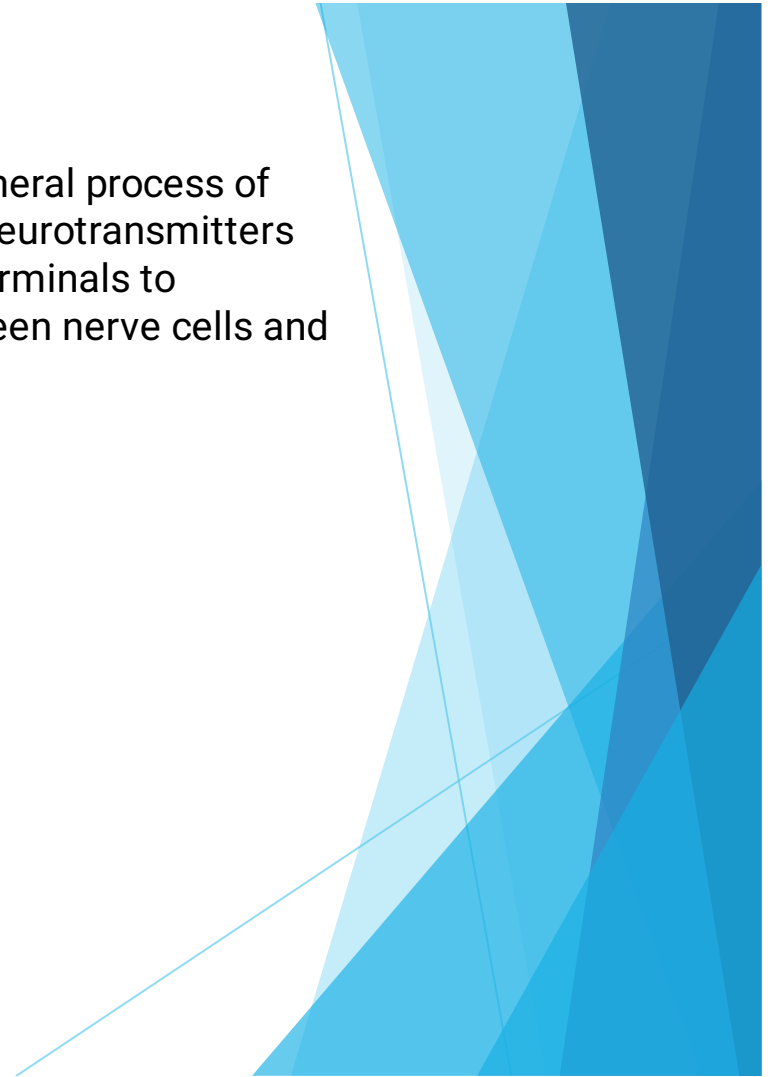 neral process of
eurotransmitters
rminals to
een nerve cells and